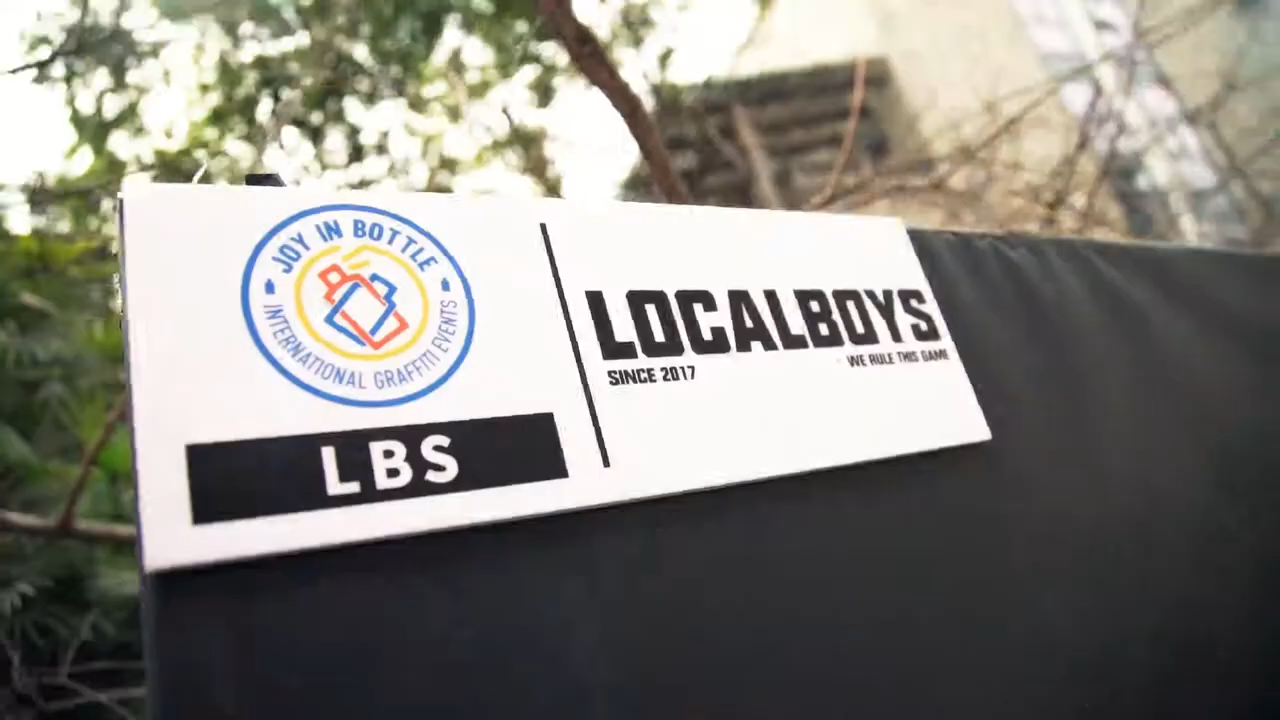 JOY IN BOTTLE
INTERNATIONAL GRAFFITI EVENTS
LBS
LOCALBOYS
SINCE 2017
WE RULE THIS GAME